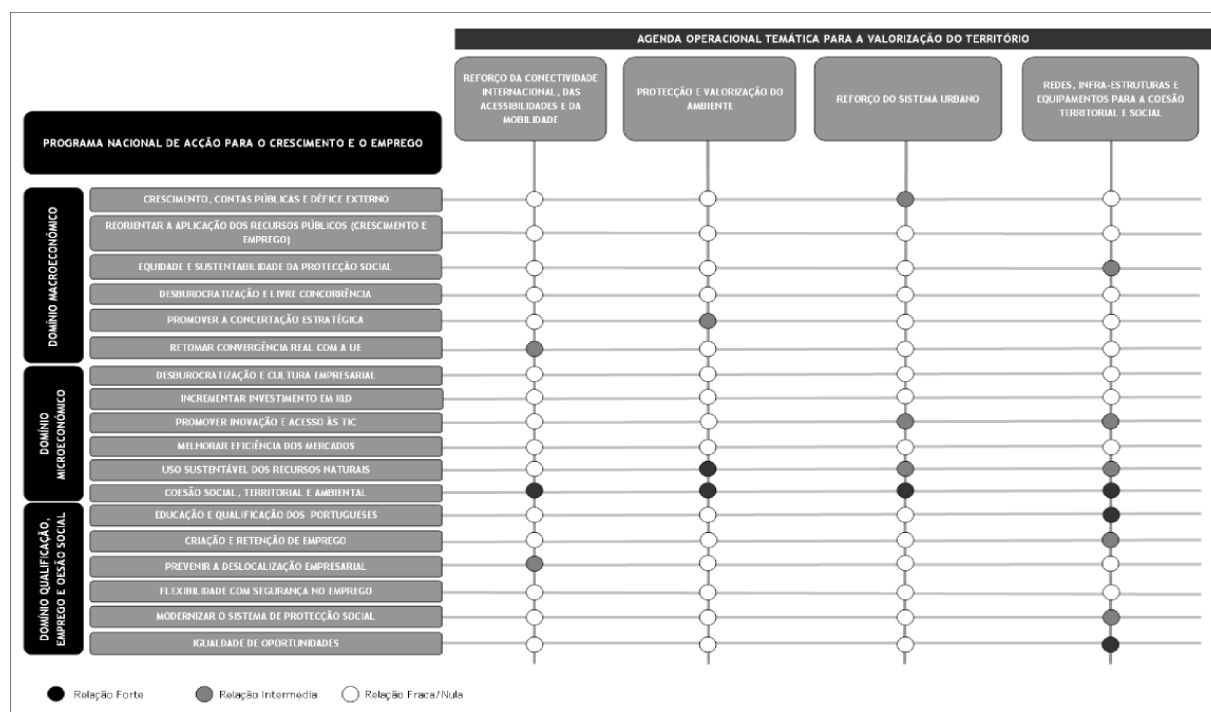 AGENDA OPERACIONAL TEMÁTICA PARA A VALORIZAÇÃO DO TERRITÓRIO
REFORÇO DA CONECTIVIDADE
INTERNACIONAL, DAS
ACESSIBILIDADES E DA
MOBILIDADE
PROTECÇÃO E VALORIZAÇÃO DO
AMBIENTE
REFORÇO DO SISTEMA URBANO
REDES, INFRA-ESTRUTURAS E
EQUIPAMENTOS PARA A COESÃO
TERRITORIAL E SOCIAL
PROGRAMA NACIONAL DE ACÇÃO PARA O CRESCIMENTO E O EMPREGO
DOMÍNIO MACROECONÓMICO
CRESCIMENTO, CONTAS PÚBLICAS E DÉFICE EXTERNO
REORIENTAR A APLICAÇÃO DOS RECURSOS PÚBLICOS (CRESCIMENTO E
EMPREGO)
EQUIDADE E SUSTENTABILIDADE DA PROTECÇÃO SOCIAL
DESBUROCRATIZAÇÃO E LIVRE CONCORRÊNCIA
PROMOVER A CONCERTAÇÃO ESTRATÉGICA
RETOMAR CONVERGÊNCIA REAL COM A UE
DOMÍNIO
MICROECONÓMICO
DESBUROCRATIZAÇÃO E CULTURA EMPRESARIAL
INCREMENTAR INVESTIMENTO EM I&D
PROMOVER INOVAÇÃO E ACESSO ÀS TIC
MELHORAR EFICIÊNCIA DOS MERCADOS
USO SUSTENTÁVEL DOS RECURSOS NATURAIS
COESÃO SOCIAL, TERRITORIAL E AMBIENTAL
DOMÍNIO QUALIFICAÇÃO,
EMPREGO E OESÃO SOCIAL
EDUCAÇÃO E QUALIFICAÇÃO DOS PORTUGUESES
CRIAÇÃO E RETENÇÃO DE EMPREGO
PREVENIR A DESLOCALIZAÇÃO EMPRESARIAL
FLEXIBILIDADE COM SEGURANÇA NO EMPREGO
MODERNIZAR O SISTEMA DE PROTECÇÃO SOCIAL
IGUALDADE DE OPORTUNIDADES
Relação Forte
Relação Intermédia
Relação Fraca/Nula